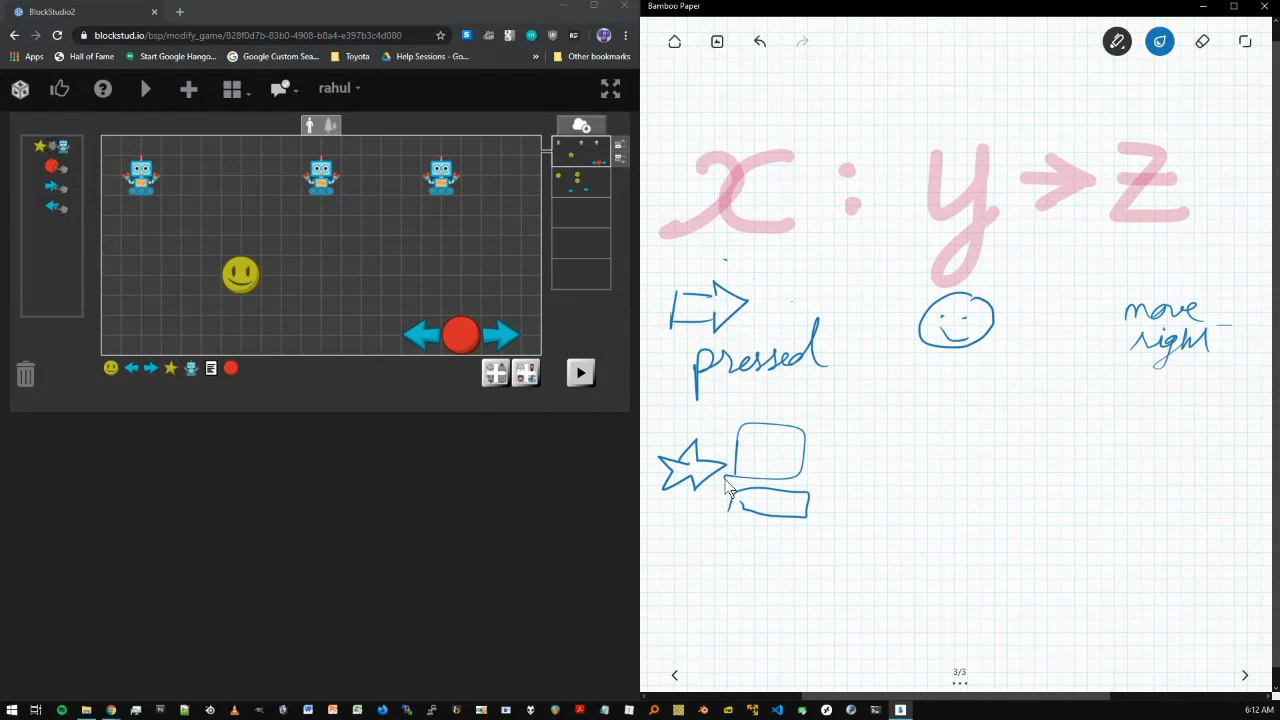 BlockStudio2
blockstud.io/bsp/modify_game/828f0d7b-83b0-4908-b8a4-e397b3c4d080
Apps
Hall of Fame
Start Google Hango...
Google Custom Sea...
Toyota
Help Sessions - Go...
»
Other bookmarks
rahul
Bamboo Paper
x : y → z
pressed
move
right
3/3
6:12 AM